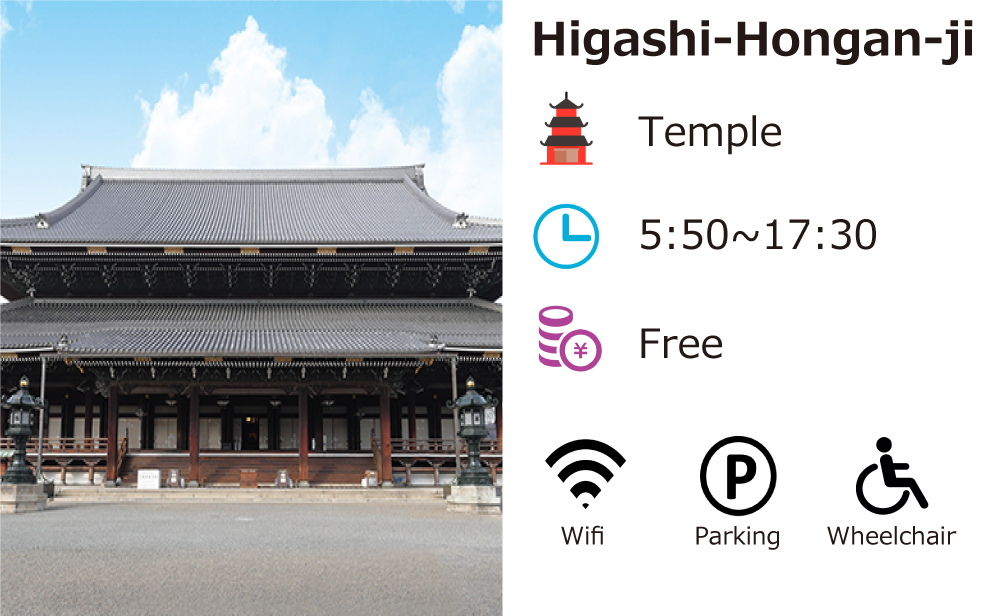 Higashi-Hongan-ji
Temple
5:50~17:30
¥
Free
P
Wifi
Parking
Wheelchair